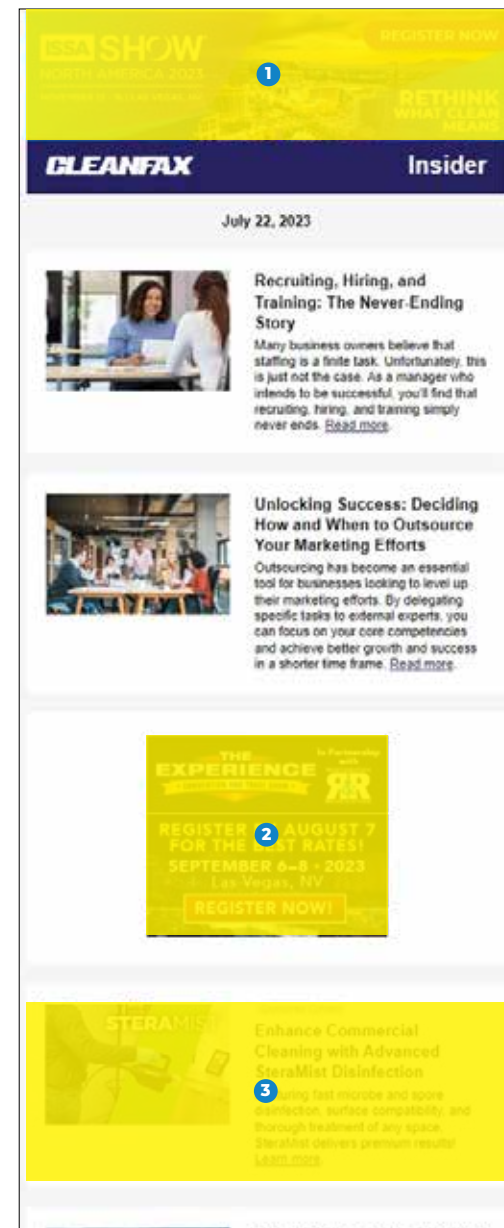 ISSA SHOW
NORTH AMERICA 2023
REGISTER NOW
RETHINK
WHAT CLEAN
MEANS
1
CLEANFAX
Insider
July 22, 2023
Recruiting, Hiring, and
Training: The Never-Ending
Story
Many business owners believe that
staffing is a finite task. Unfortunately, this
is just not the case. As a manager who
intends to be successful, you'll find that
recruiting, hiring, and training simply
never ends. Read more.
Unlocking Success: Deciding
How and When to Outsource
Your Marketing Efforts
Outsourcing has become an essential
tool for businesses looking to level up
their marketing efforts. By delegating
specific tasks to external experts, you
can focus on your core competencies
and achieve better growth and success
in a shorter time frame. Read more.
THE
EXPERIENCE
In Partnership
with
R&R
REGISTER AUGUST 7
FOR THE BEST RATES!
2
SEPTEMBER 6–8 • 2023
Las Vegas, NV
REGISTER NOW!
STERAMIST
Enhance Commercial
Cleaning with Advanced
SteraMist Disinfection
3
fast microbe and spore
disinfection, surface compatibility, and
thorough treatment of any space,
SteraMist delivers premium results!
Learn more.